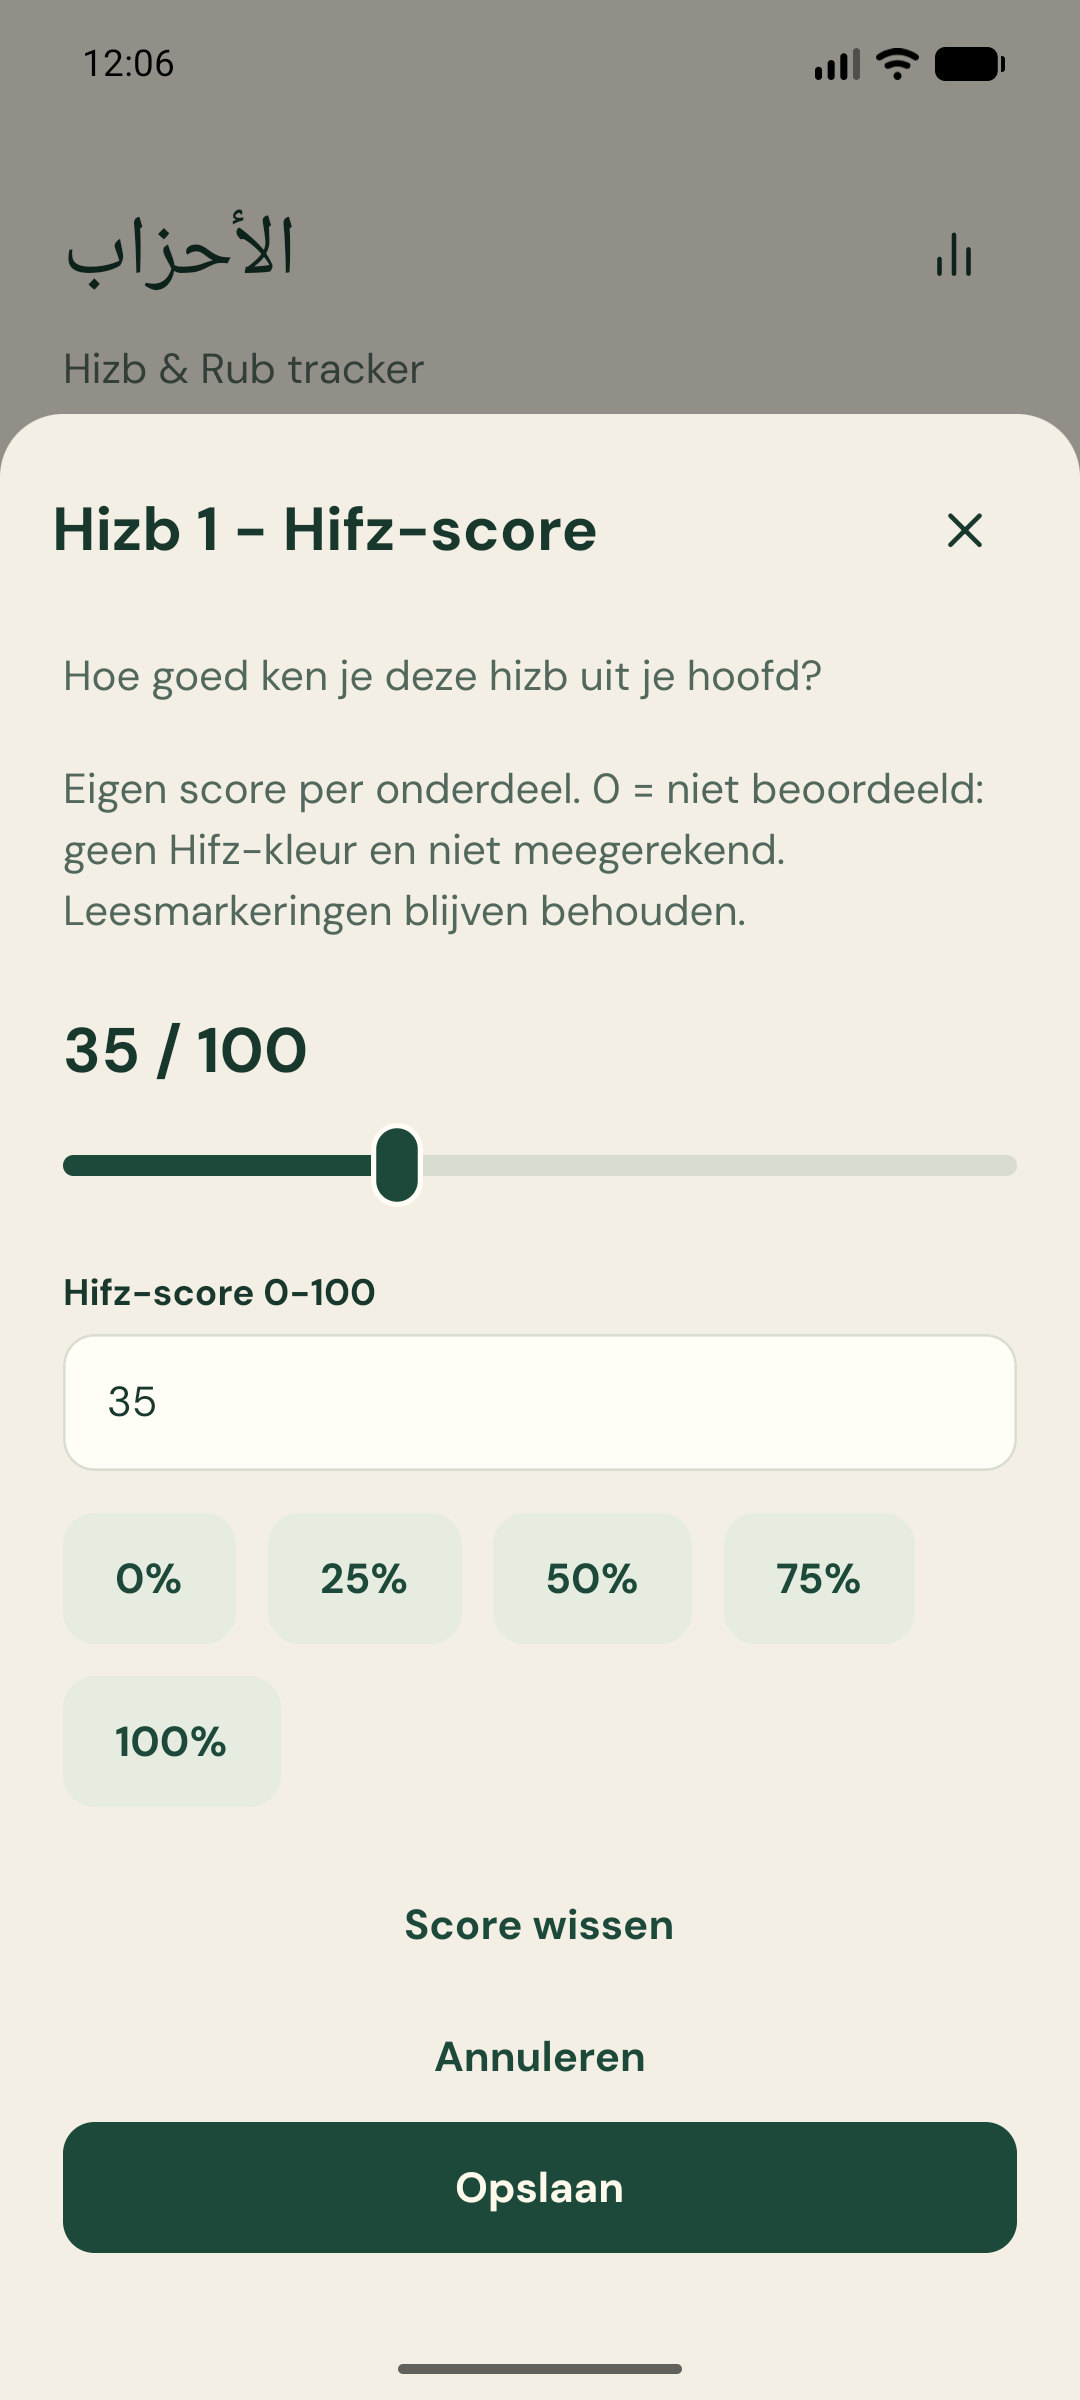 12:06
الأحزاب
Hizb & Rub tracker
Hizb 1 - Hifz-score
Hoe goed ken je deze hizb uit je hoofd?
Eigen score per onderdeel. 0 = niet beoordeeld:
geen Hifz-kleur en niet meegerekend.
Leesmarkeringen blijven behouden.
35 / 100
Hifz-score 0-100
35
0% 25% 50% 75%
100%
Score wissen
Annuleren
Opslaan